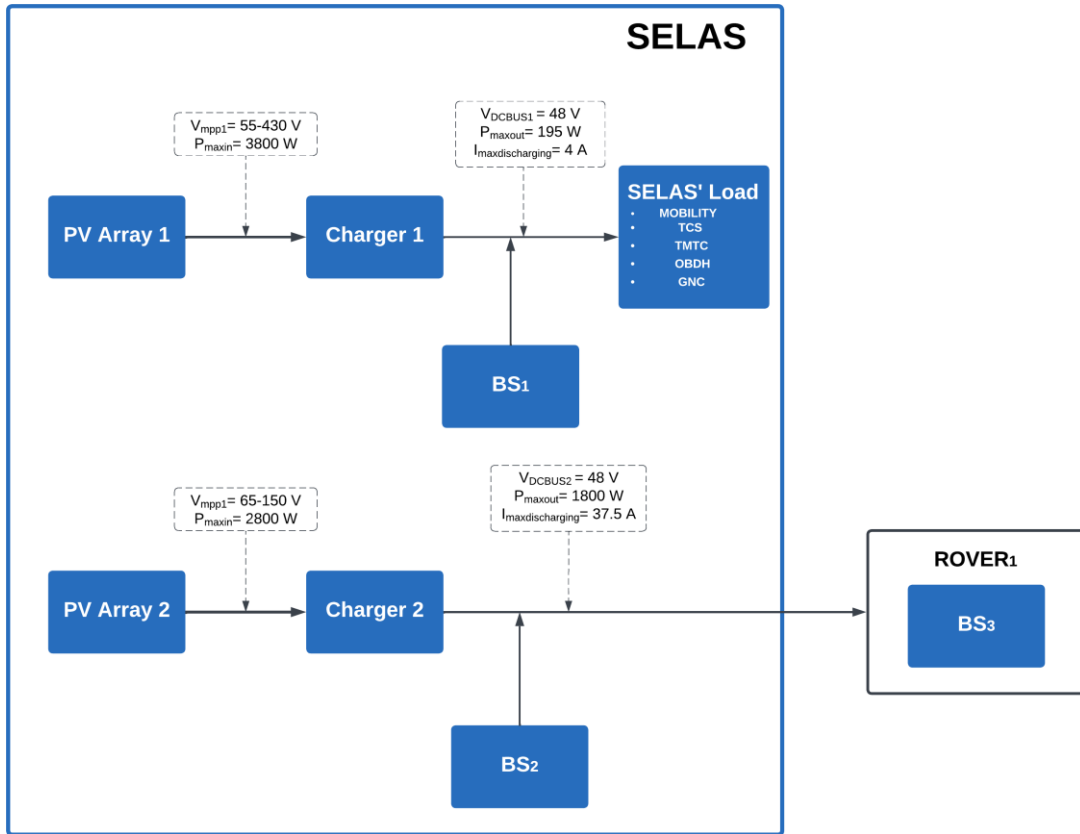 SELAS
Vmpp1= 55-430 V
Pmaxin= 3800 W
VDCBUS1 = 48 V
Pmaxout= 195 W
Imaxdischarging= 4 A
PV Array 1
Charger 1
SELAS' Load
• MOBILITY
• TCS
• TMTC
• OBDH
• GNC
BS1
Vmpp1= 65-150 V
Pmaxin= 2800 W
VDCBUS2 = 48 V
Pmaxout= 1800 W
Imaxdischarging= 37.5 A
PV Array 2
Charger 2
ROVER1
BS3
BS2